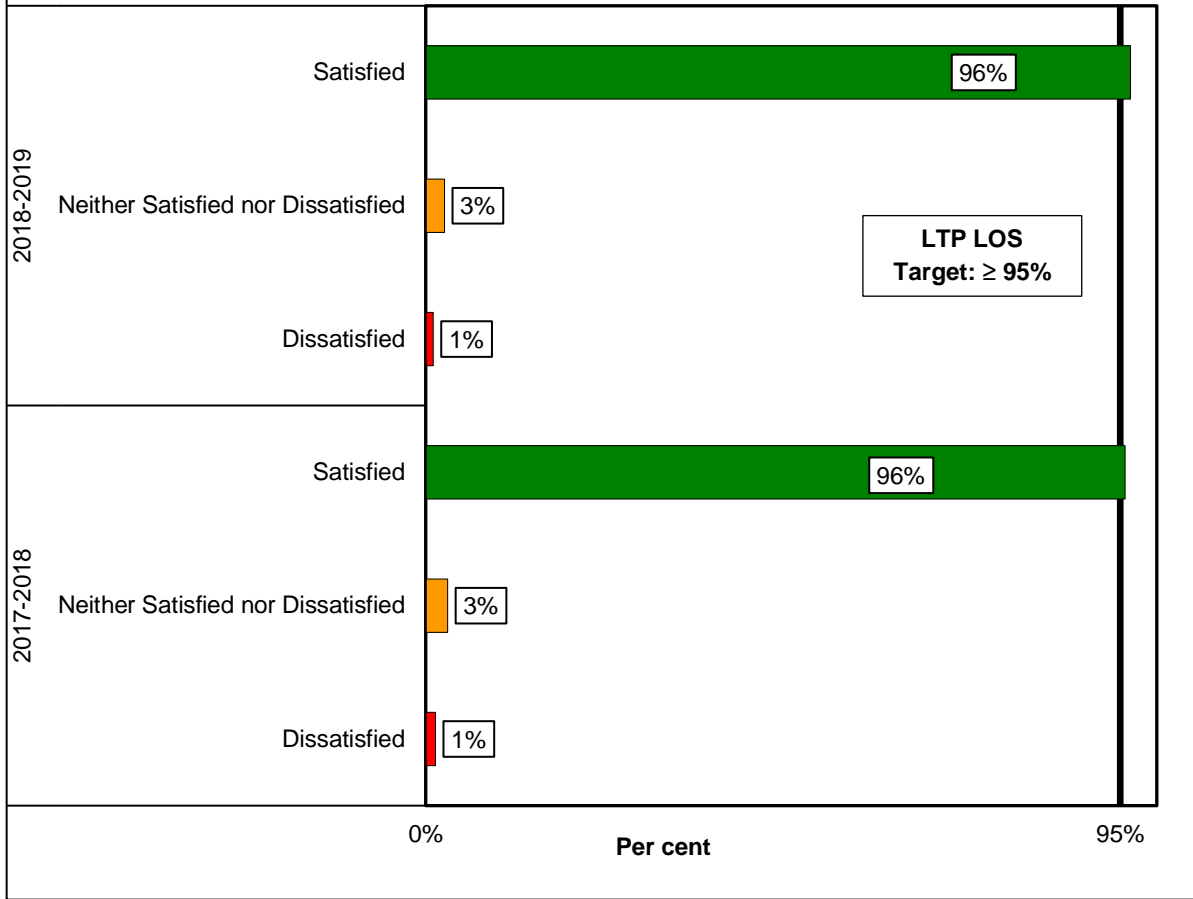 2018-2019
Satisfied
96%
Neither Satisfied nor Dissatisfied
3%
LTP LOS
Target: ≥ 95%
Dissatisfied
1%
2017-2018
Satisfied
96%
Neither Satisfied nor Dissatisfied
3%
Dissatisfied
1%
0%
95%
Per cent